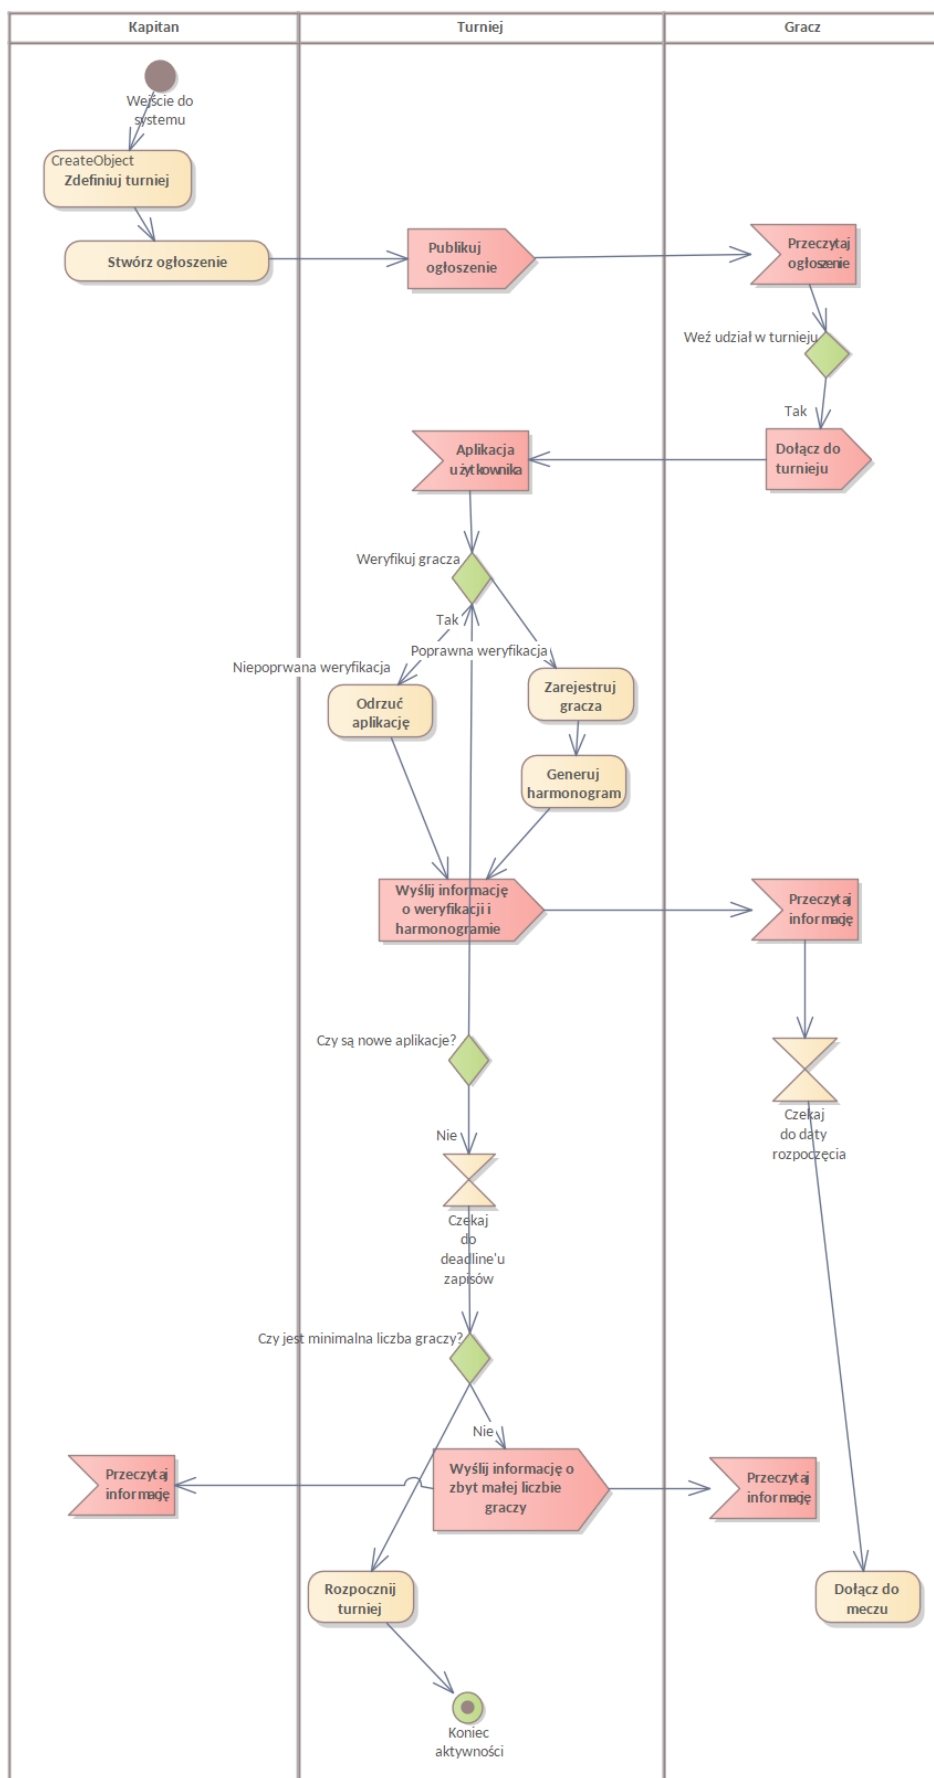 Kapitan
Turniej
Gracz
Wejście do
systemu
CreateObject
Zdefiniuj turniej
Stwórz ogłoszenie
Publikuj
ogłoszenie
Przeczytaj
ogłoszenie
Weź udział w turnieju
Tak
Dołącz do
turnieju
Aplikacja
użytkownika
Weryfikuj gracza
Tak
Poprawna weryfikacja
Niepoprwana weryfikacja
Zarejestruj
gracza
Odrzuć
aplikację
Generuj
harmonogram
Wyślij informację
o weryfikacji i
harmonogramie
Przeczytaj
informację
Czy są nowe aplikacje?
Nie
Czekaj
do daty
rozpoczęcia
Czekaj
do
deadline'u
zapisów
Czy jest minimalna liczba graczy?
Nie
Przeczytaj
informację
Wyślij informację o
zbyt małej liczbie
graczy
Przeczytaj
informację
Rozpocznij
turniej
Dołącz do
meczu
Koniec
aktywności